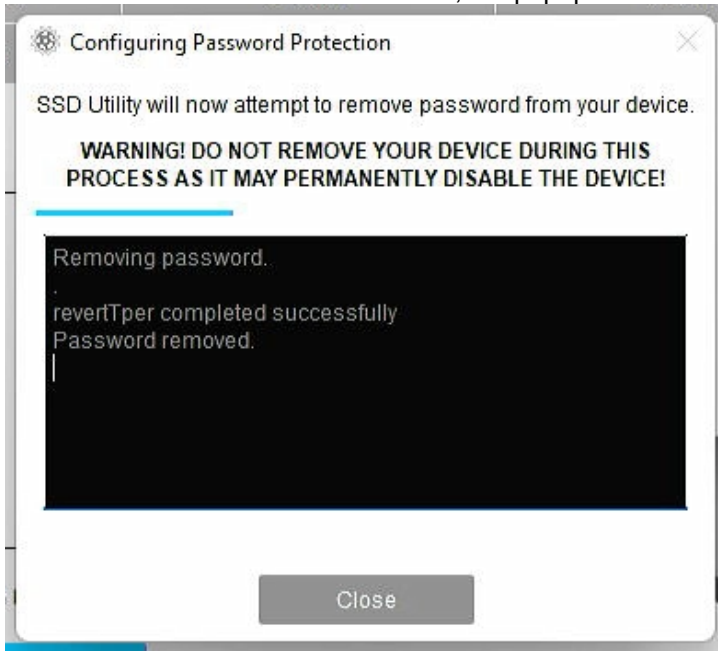 Configuring Password Protection
SSD Utility will now attempt to remove password from your device.
WARNING! DO NOT REMOVE YOUR DEVICE DURING THIS
PROCESS AS IT MAY PERMANENTLY DISABLE THE DEVICE!
Removing password.
.
revertTper completed successfully
Password removed.
Close